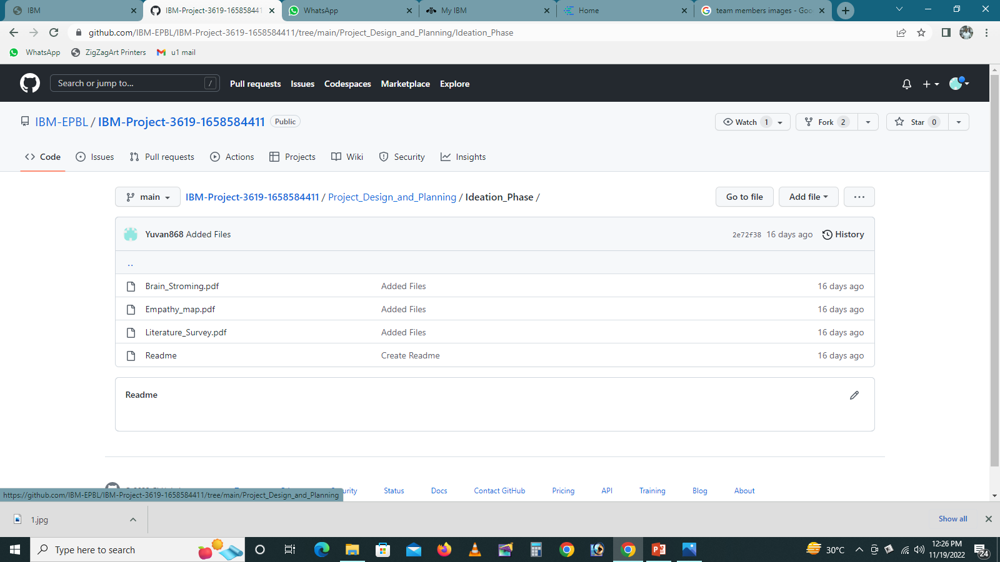 IBM
IBM-Project-3619-165858441
WhatsApp
My IBM
Home
team members images - Goo
github.com/IBM-EPBL/IBM-Project-3619-1658584411/tree/main/Project_Design_and_Planning/Ideation_Phase
WhatsApp ZigZagArt Printers u1 mail
Search or jump to... /
Pull requests Issues Codespaces Marketplace Explore
IBM-EPBL / IBM-Project-3619-1658584411 Public
Watch 1 Fork 2 Star 0
Code Issues Pull requests Actions Projects Wiki Security Insights
main IBM-Project-3619-1658584411 / Project_Design_and_Planning / Ideation_Phase /
Go to file Add file ...
Yuvan868 Added Files 2e72f38 16 days ago History
..
Brain_Stroming.pdf Added Files 16 days ago
Empathy_map.pdf Added Files 16 days ago
Literature_Survey.pdf Added Files 16 days ago
Readme Create Readme 16 days ago
Readme
Status Docs Contact GitHub Pricing API Training Blog About
https://github.com/IBM-EPBL/IBM-Project-3619-1658584411/tree/main/Project_Design_and_Planning
1.jpg
Show all
Type here to search
30°C
12:26 PM
11/19/2022
24